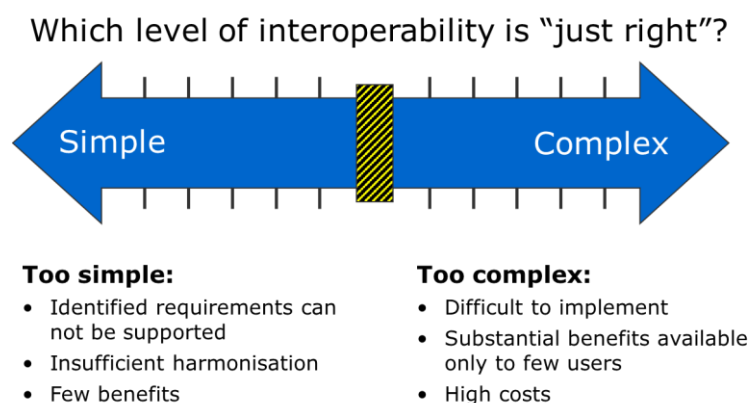 Which level of interoperability is “just right”?
Simple
Complex
Too simple:
• Identified requirements can
not be supported
• Insufficient harmonisation
• Few benefits
Too complex:
• Difficult to implement
• Substantial benefits available
only to few users
• High costs